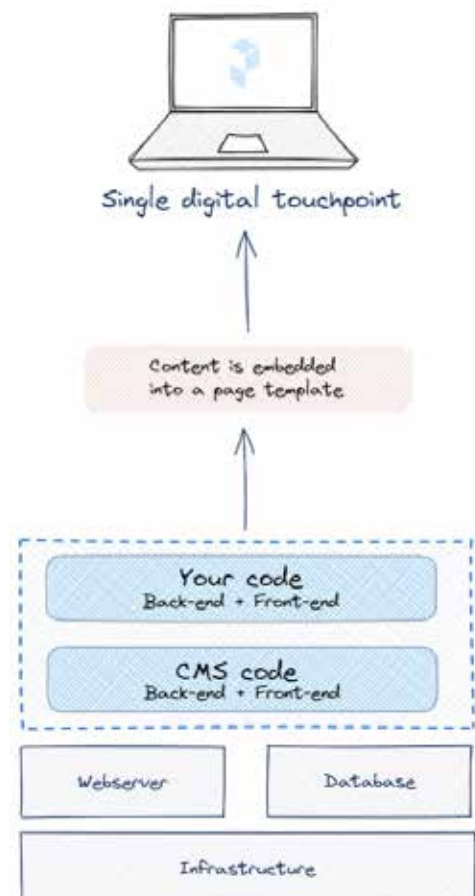 Single digital touchpoint
Content is embedded
into a page template
Your code
Back-end + Front-end
CMS code
Back-end + Front-end
Webserver
Database
Infrastructure